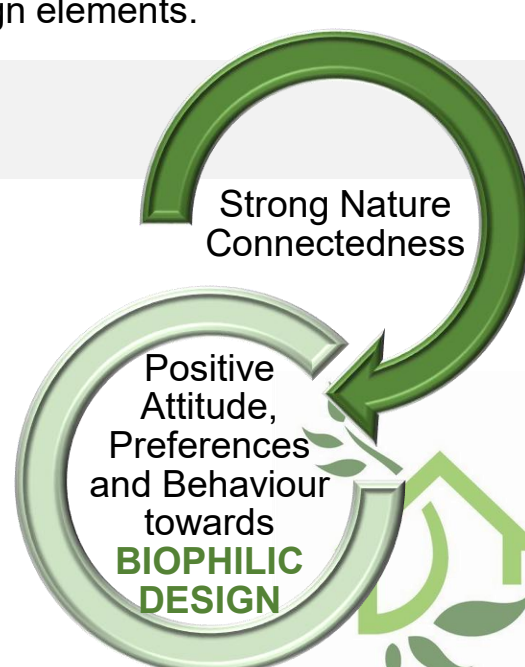 gn elements.
Strong Nature
Connectedness
Positive
Attitude,
Preferences
and Behaviour
towards
BIOPHILIC
DESIGN